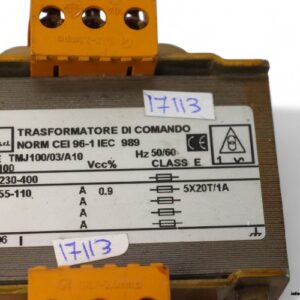 17113
s.r.l.
TRASFORMATORE DI COMANDO
NORM CEI 96-1 IEC 989
TMJ100/03/A10
Hz 50/60
100
Vcc%
CLASS E
230-400
A
55-110
A 0.9
5X20T/1A
A
A
17113